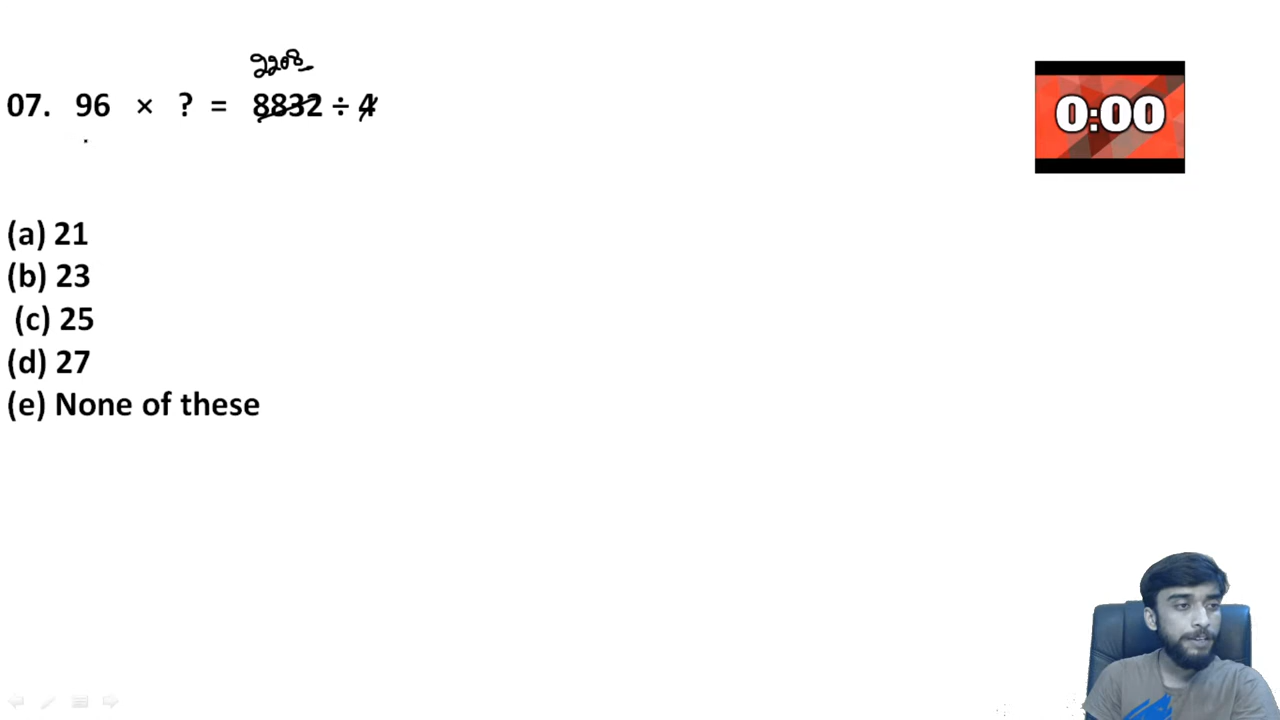 2208
07. 96 × ? = 8832 ÷ 4
0:00
(a) 21
(b) 23
(c) 25
(d) 27
(e) None of these